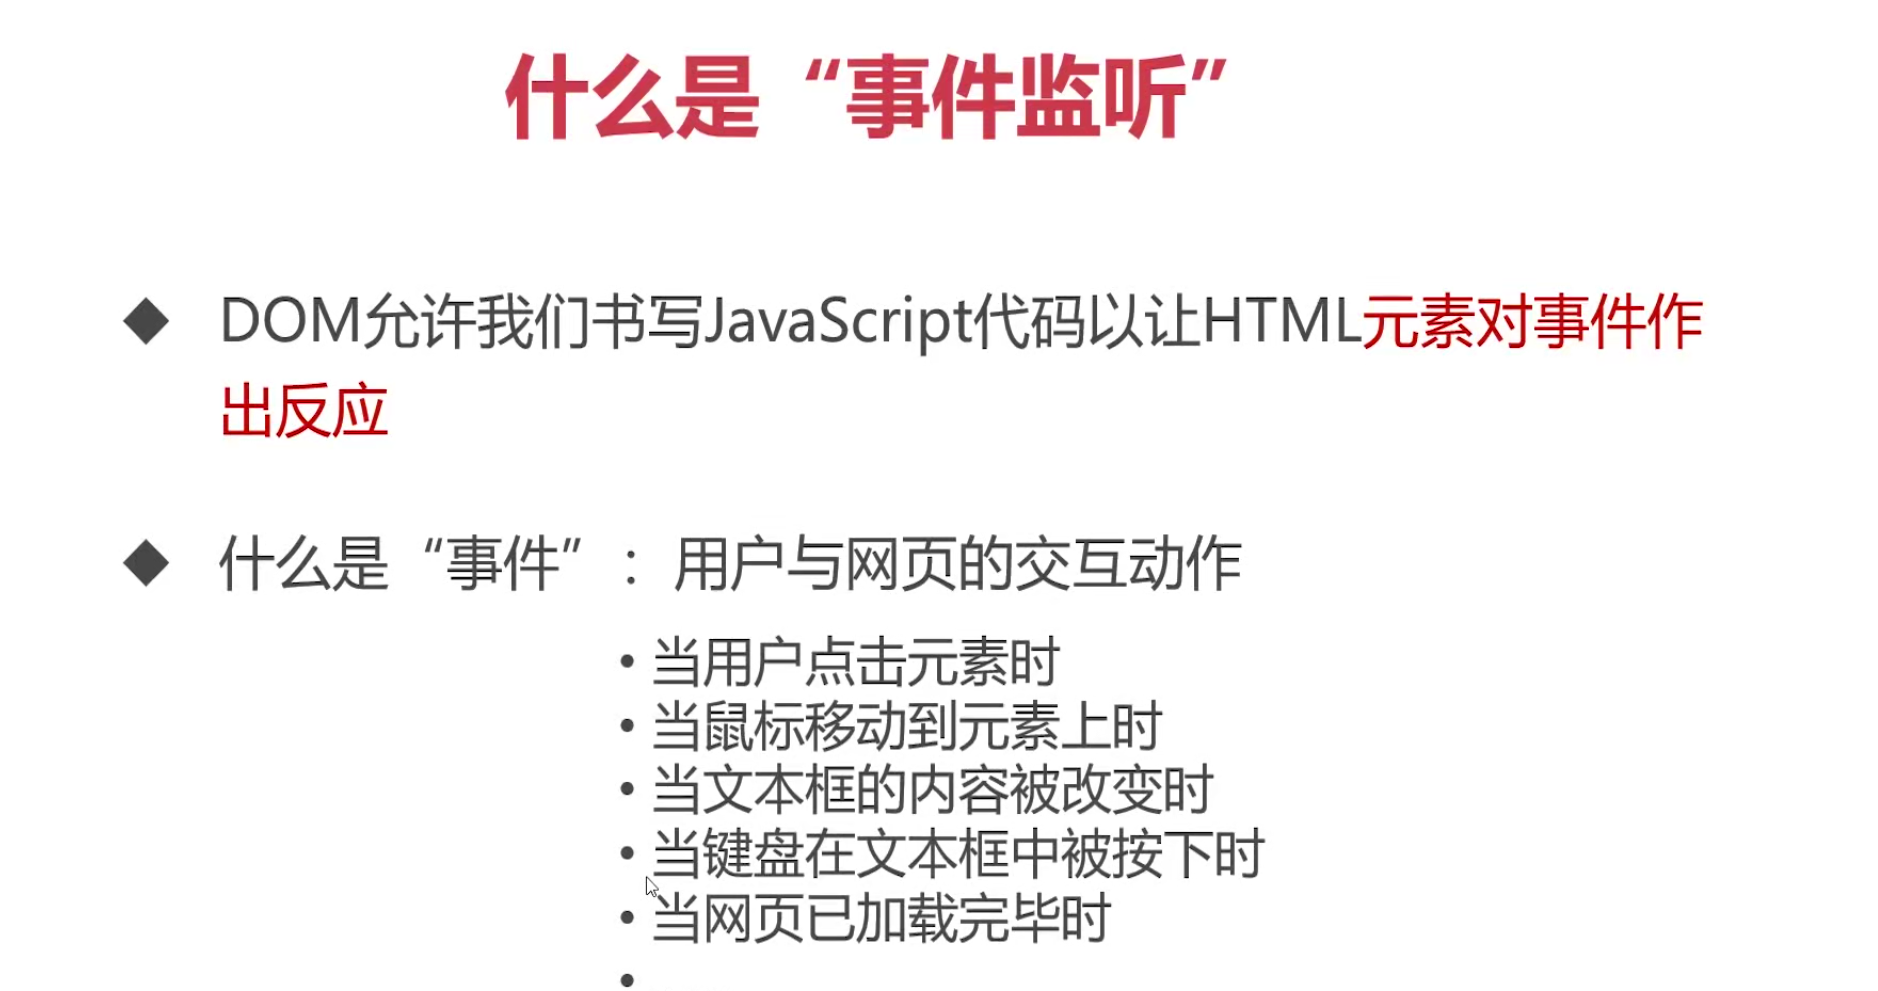 什么是“事件监听”
◆ DOM允许我们书写JavaScript代码以让HTML元素对事件作
出反应
◆ 什么是“事件”：用户与网页的交互动作
• 当用户点击元素时
• 当鼠标移动到元素上时
• 当文本框的内容被改变时
• 当键盘在文本框中被按下时
• 当网页已加载完毕时
•